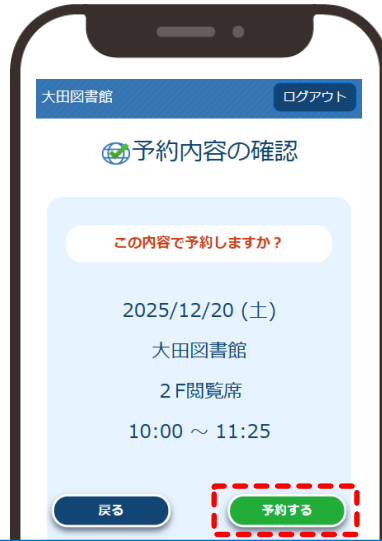 大田図書館 ログアウト
予約内容の確認
この内容で予約しますか？
2025/12/20 (土)
大田図書館
２F閲覧席
10:00 ～ 11:25
戻る 予約する